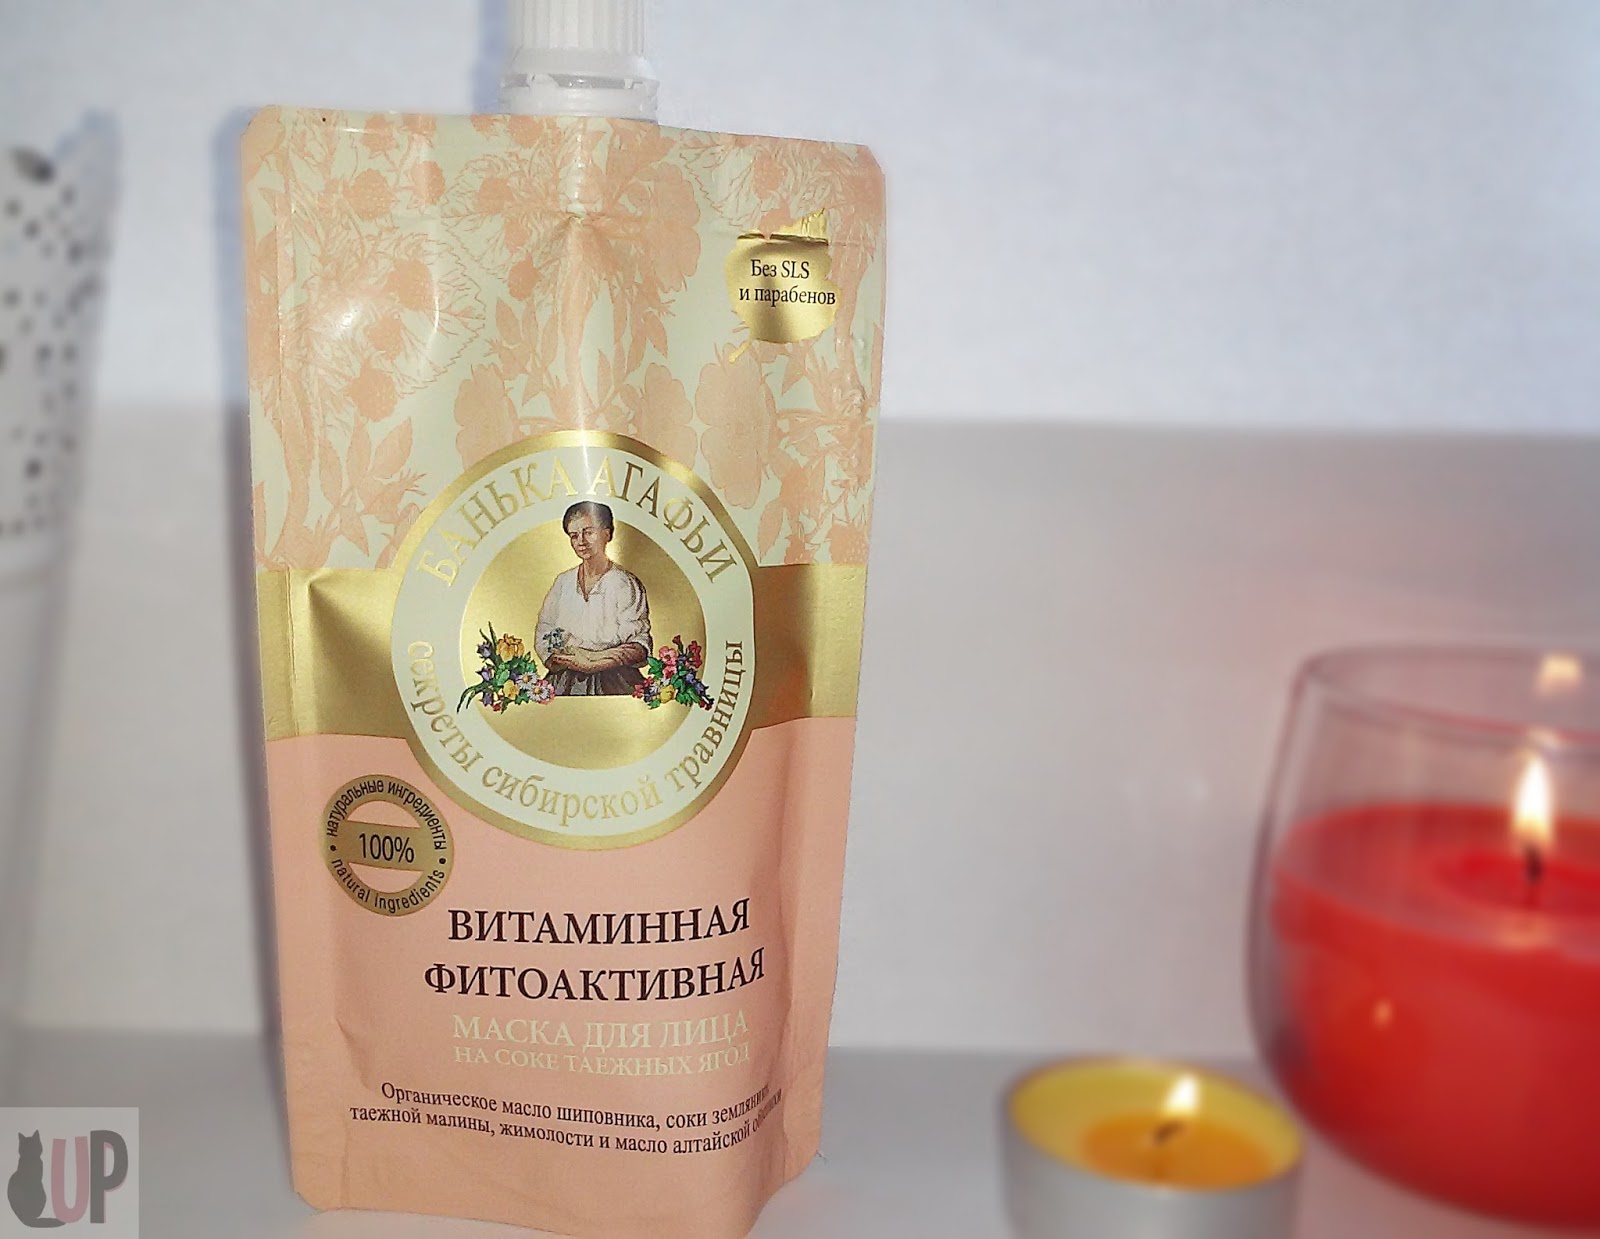 Без SLS
и парабенов
БАНЬКА АГАФЬИ
секреты сибирской травницы
натуральные ингредиенты
100%
natural ingredients
ВИТАМИННАЯ
ФИТОАКТИВНАЯ
МАСКА ДЛЯ ЛИЦА
НА СОКЕ ТАЕЖНЫХ ЯГОД
Органическое масло шиповника, соки земляники,
таежной малины, жимолости и масло алтайской облепихи
UP